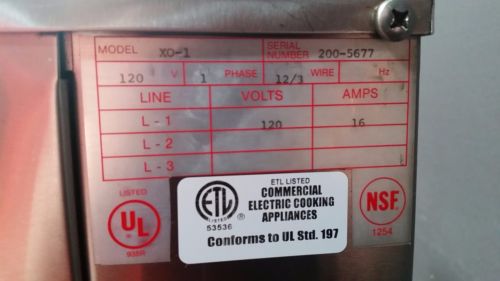 MODEL XO-1 SERIAL NUMBER 200-5677
120 V 1 PHASE 12/3 WIRE Hz
LINE VOLTS AMPS
L-1 120 16
L-2
L-3
LISTED
UL
938R
ETL LISTED
COMMERCIAL
ELECTRIC COOKING
APPLIANCES
Conforms to UL Std. 197
ETL
LISTED
53536
NSF
1254